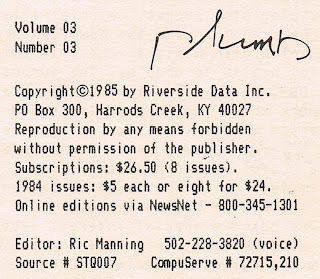 Volume 03
Number 03
Copyright©1985 by Riverside Data Inc.
PO Box 300, Harrods Creek, KY 40027
Reproduction by any means forbidden
without permission of the publisher.
Subscriptions: $26.50 (8 issues).
1984 issues: $5 each or eight for $24.
Online editions via NewsNet - 800-345-1301
Editor: Ric Manning 502-228-3820 (voice)
Source # STQ007 CompuServe # 72715,210